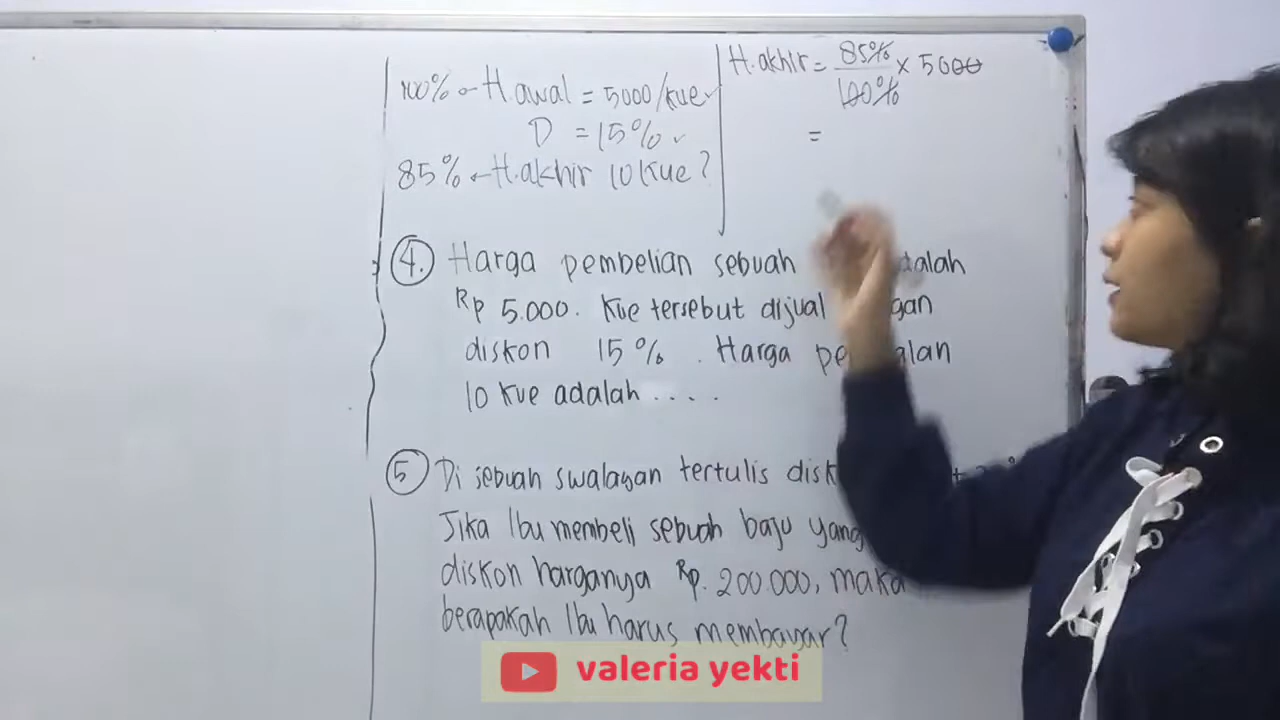 100% ← H.awal = 5000/kue
D = 15%
85% ← H.akhir 10 kue?
H.akhir = 85%/100% × 5000
=
4. Harga pembelian sebuah
Rp 5.000. Kue tersebut dijual
diskon 15%. Harga
10 kue adalah ....
5 Di sebuah swalayan tertulis
Jika Ibu membeli sebuah baju yang
diskon harganya Rp. 200.000, maka
berapakah Ibu harus membayar?
valeria yekti